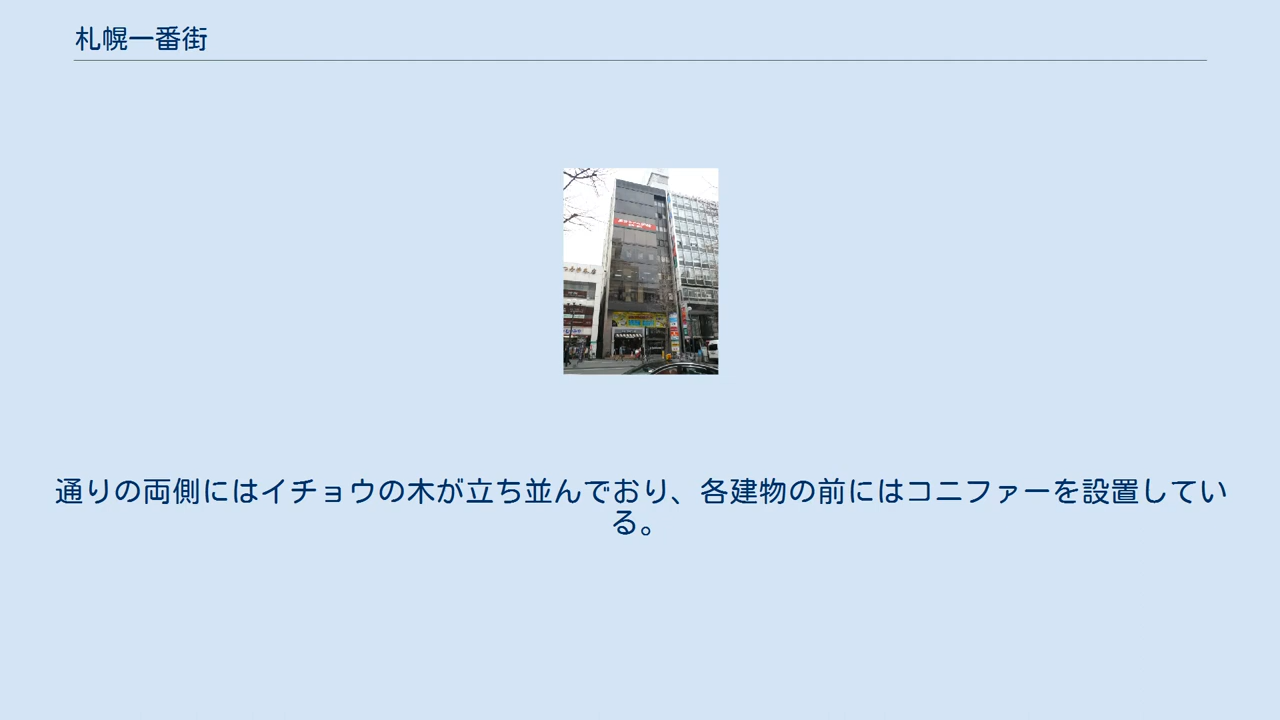 札幌一番街
通りの両側にはイチョウの木が立ち並んでおり、各建物の前にはコニファーを設置してい
る。